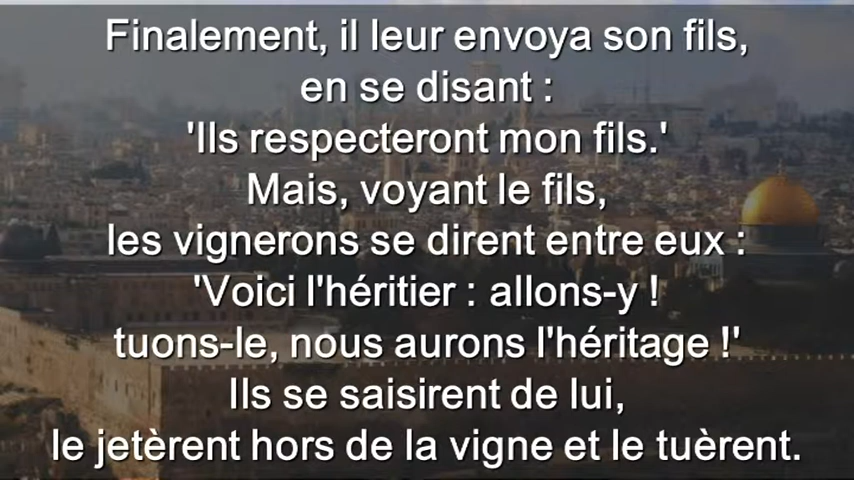 Finalement, il leur envoya son fils,
en se disant :
'Ils respecteront mon fils.'
Mais, voyant le fils,
les vignerons se dirent entre eux :
'Voici l'héritier : allons-y !
tuons-le, nous aurons l'héritage !'
Ils se saisirent de lui,
le jetèrent hors de la vigne et le tuèrent.